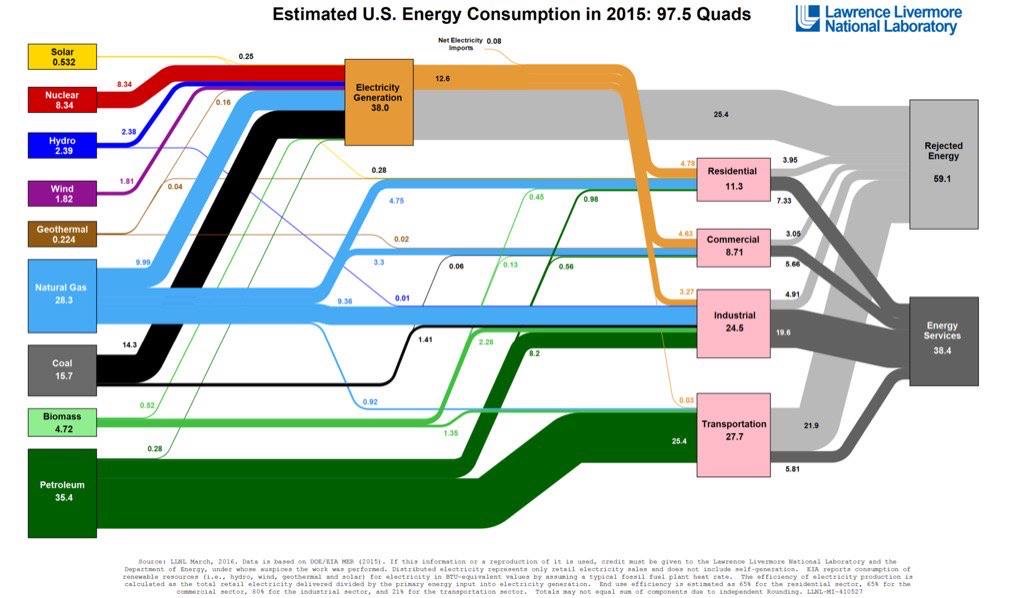 Estimated U.S. Energy Consumption in 2015: 97.5 Quads
Lawrence Livermore
National Laboratory
Net Electricity
Imports
0.08
Solar
0.532
0.25
Nuclear
8.34
8.34
12.6
Electricity
Generation
38.0
0.16
25.4
Hydro
2.39
2.38
Rejected
Energy
59.1
0.28
4.78
3.95
Residential
11.3
Wind
1.82
1.81
0.04
4.75
0.45
0.98
7.33
Geothermal
0.224
0.02
4.63
3.05
Commercial
8.71
9.99
3.3
0.06
0.13
0.56
5.66
Natural Gas
28.3
9.36
0.01
3.27
4.91
Industrial
24.5
19.6
Energy
Services
38.4
14.3
1.41
2.28
8.2
Coal
15.7
0.52
0.92
0.03
Biomass
4.72
1.35
Transportation
27.7
21.9
25.4
0.28
5.81
Petroleum
35.4
Source: LLNL March, 2016. Data is based on DOE/EIA MER (2015). If this information or a reproduction of it is used, credit must be given to the Lawrence Livermore National Laboratory and the
Department of Energy, under whose auspices the work was performed. Distributed electricity represents only retail electricity sales and does not include self-generation. EIA reports consumption of
renewable resources (i.e., hydro, wind, geothermal and solar) for electricity in BTU-equivalent values by assuming a typical fossil fuel plant heat rate. The efficiency of electricity production is
calculated as the total retail electricity delivered divided by the primary energy input into electricity generation. End use efficiency is estimated as 65% for the residential sector, 65% for the
commercial sector, 80% for the industrial sector, and 21% for the transportation sector. Totals may not equal sum of components due to independent Rounding. LLNL-MI-410527